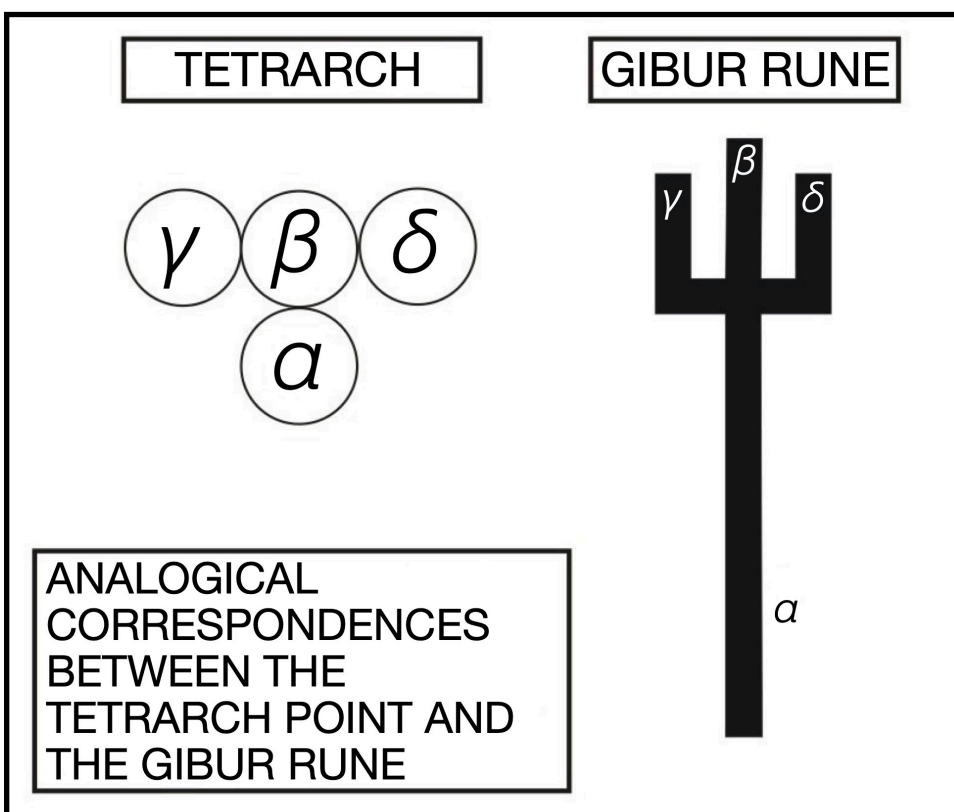 TETRARCH
GIBUR RUNE
γ β δ
α
β
γ δ
α
ANALOGICAL
CORRESPONDENCES
BETWEEN THE
TETRARCH POINT AND
THE GIBUR RUNE